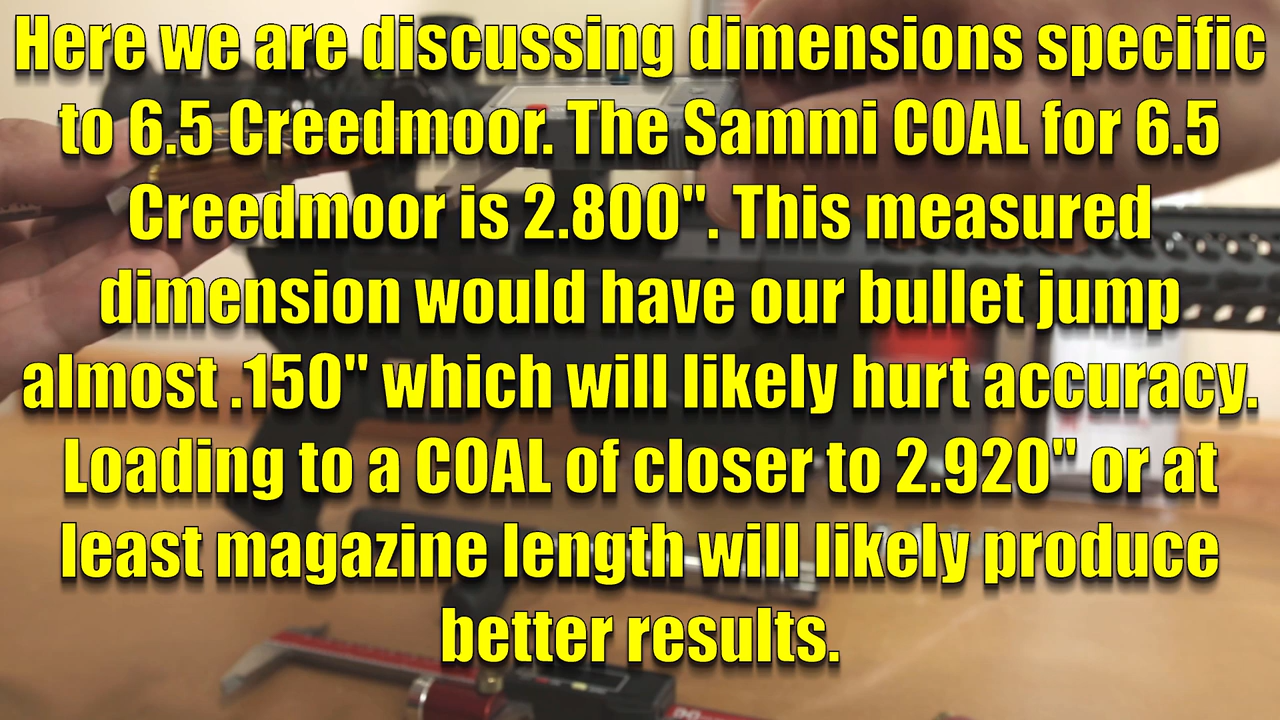 Here we are discussing dimensions specific
to 6.5 Creedmoor. The Sammi COAL for 6.5
Creedmoor is 2.800". This measured
dimension would have our bullet jump
almost .150" which will likely hurt accuracy.
Loading to a COAL of closer to 2.920" or at
least magazine length will likely produce
better results.